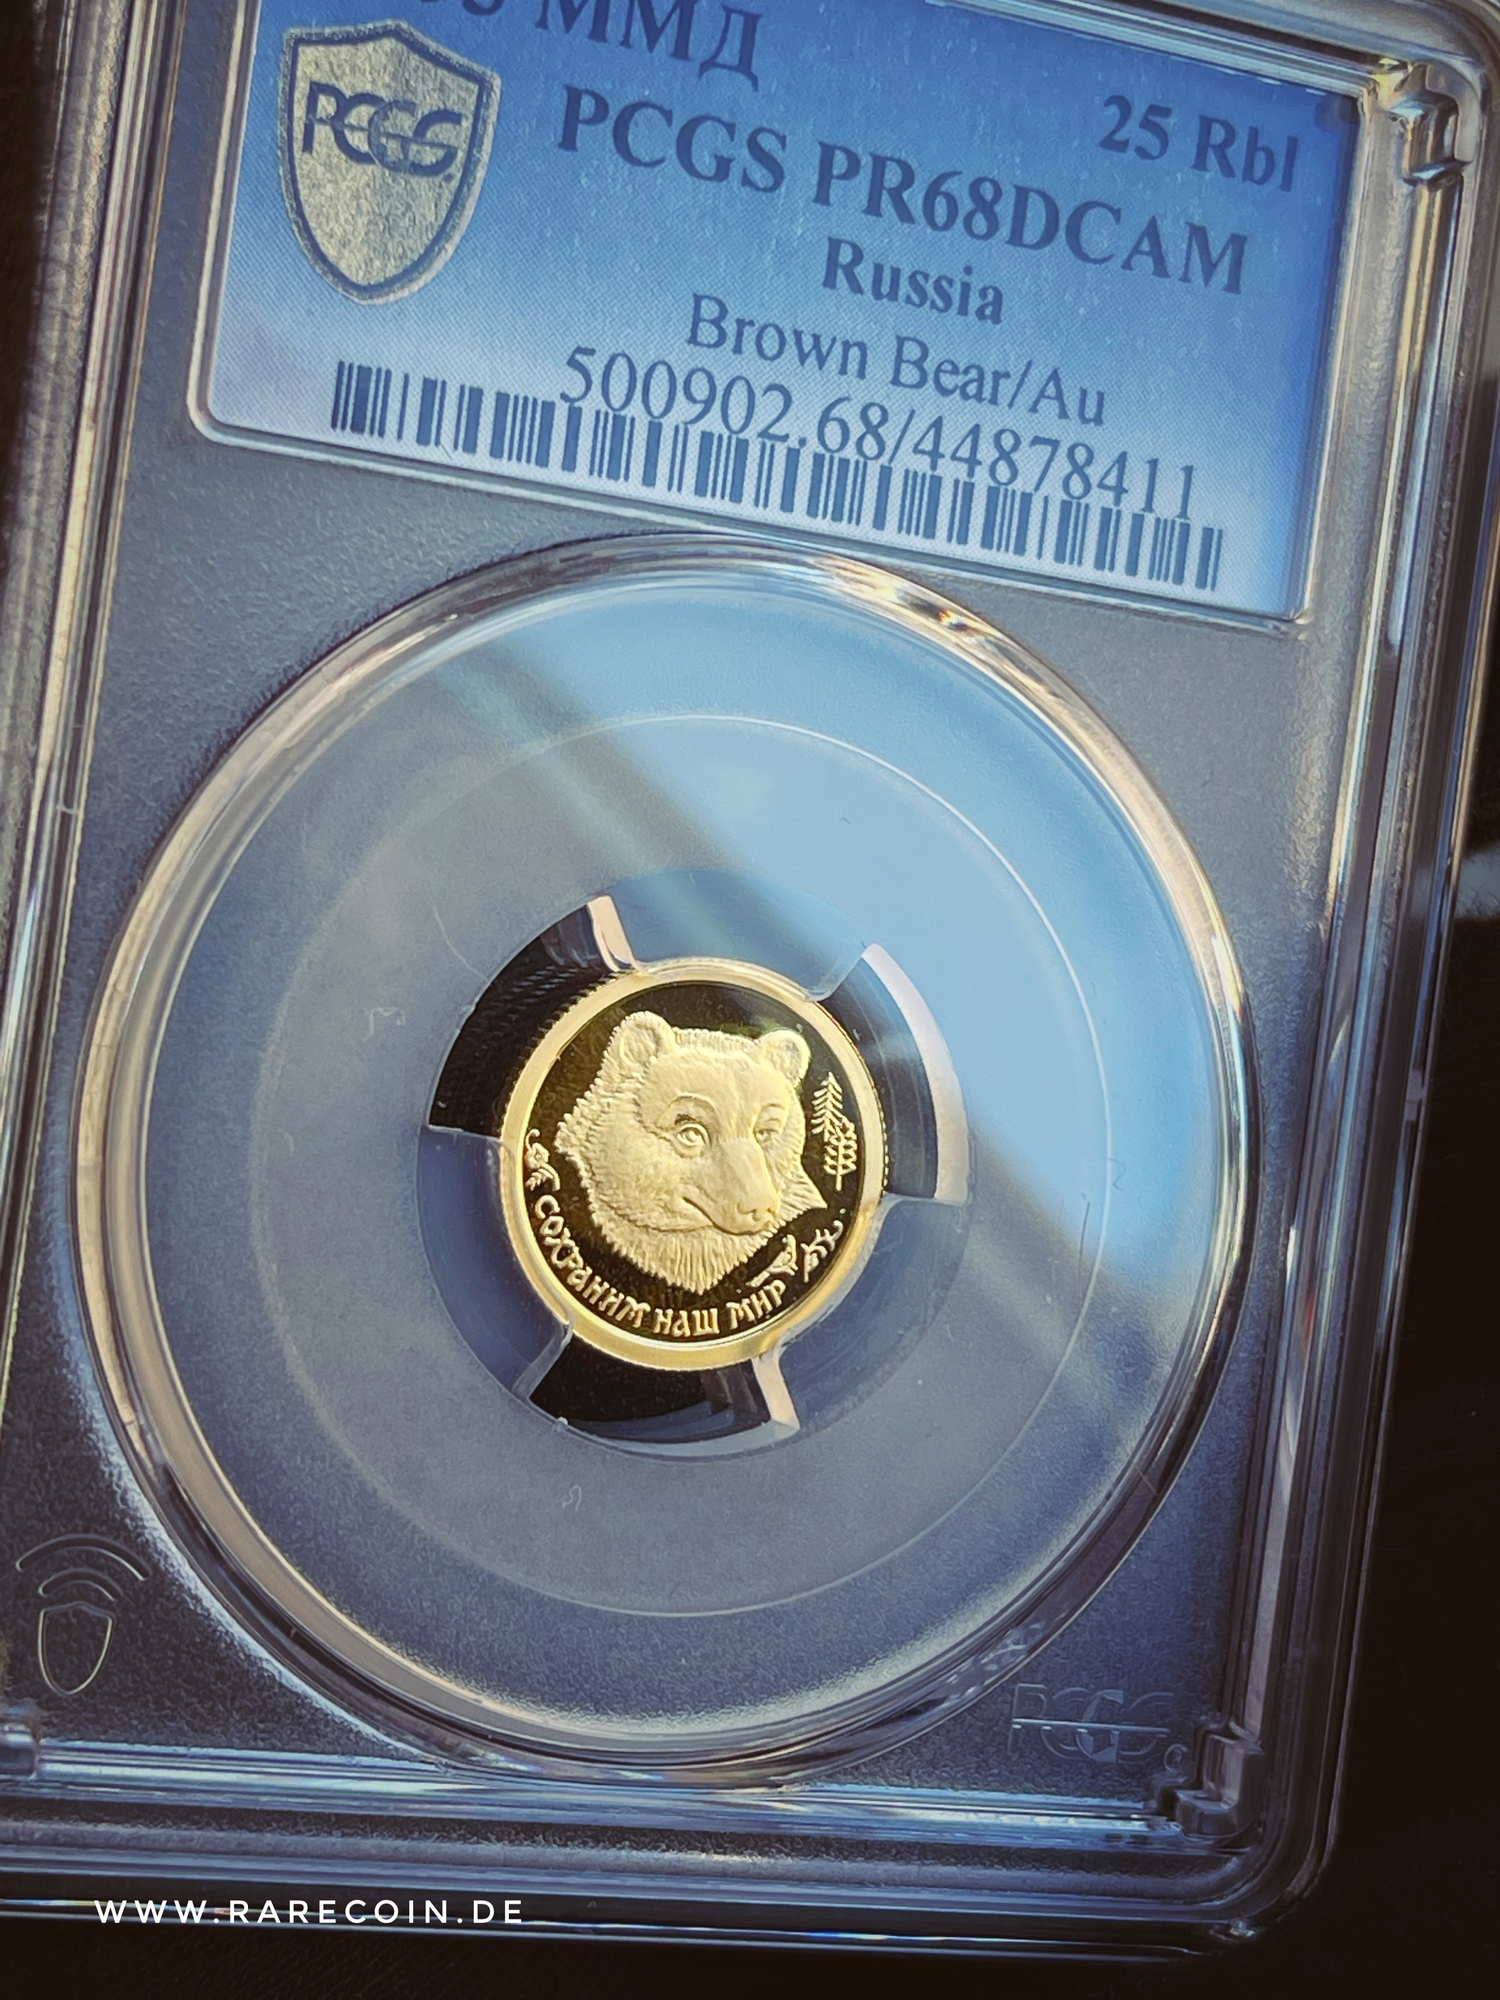 ММД
25 Rbl
PCGS
PCGS PR68DCAM
Russia
Brown Bear/Au
500902.68/44878411
СОХРАНИМ НАШ МИР
PCGS
WWW.RARECOIN.DE